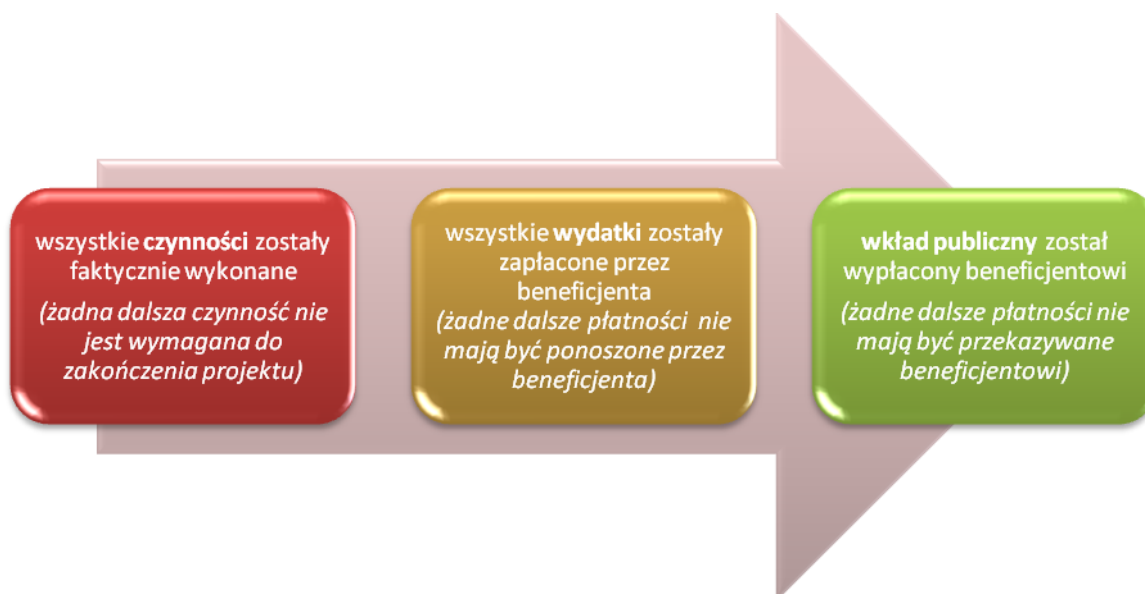 wszystkie czynności zostały
faktycznie wykonane
(żadna dalsza czynność nie
jest wymagana do
zakończenia projektu)
wszystkie wydatki zostały
zapłacone przez
beneficjenta
(żadne dalsze płatności nie
mają być ponoszone przez
beneficjenta)
wkład publiczny został
wypłacony beneficjentowi
(żadne dalsze płatności nie
mają być przekazywane
beneficjentowi)